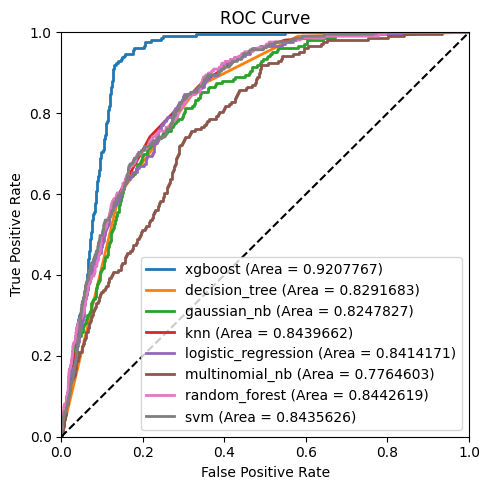 ROC Curve
1.0
0.8
0.6
0.4
0.2
0.0
True Positive Rate
xgboost (Area = 0.9207767)
decision_tree (Area = 0.8291683)
gaussian_nb (Area = 0.8247827)
knn (Area = 0.8439662)
logistic_regression (Area = 0.8414171)
multinomial_nb (Area = 0.7764603)
random_forest (Area = 0.8442619)
svm (Area = 0.8435626)
0.0 0.2 0.4 0.6 0.8 1.0
False Positive Rate